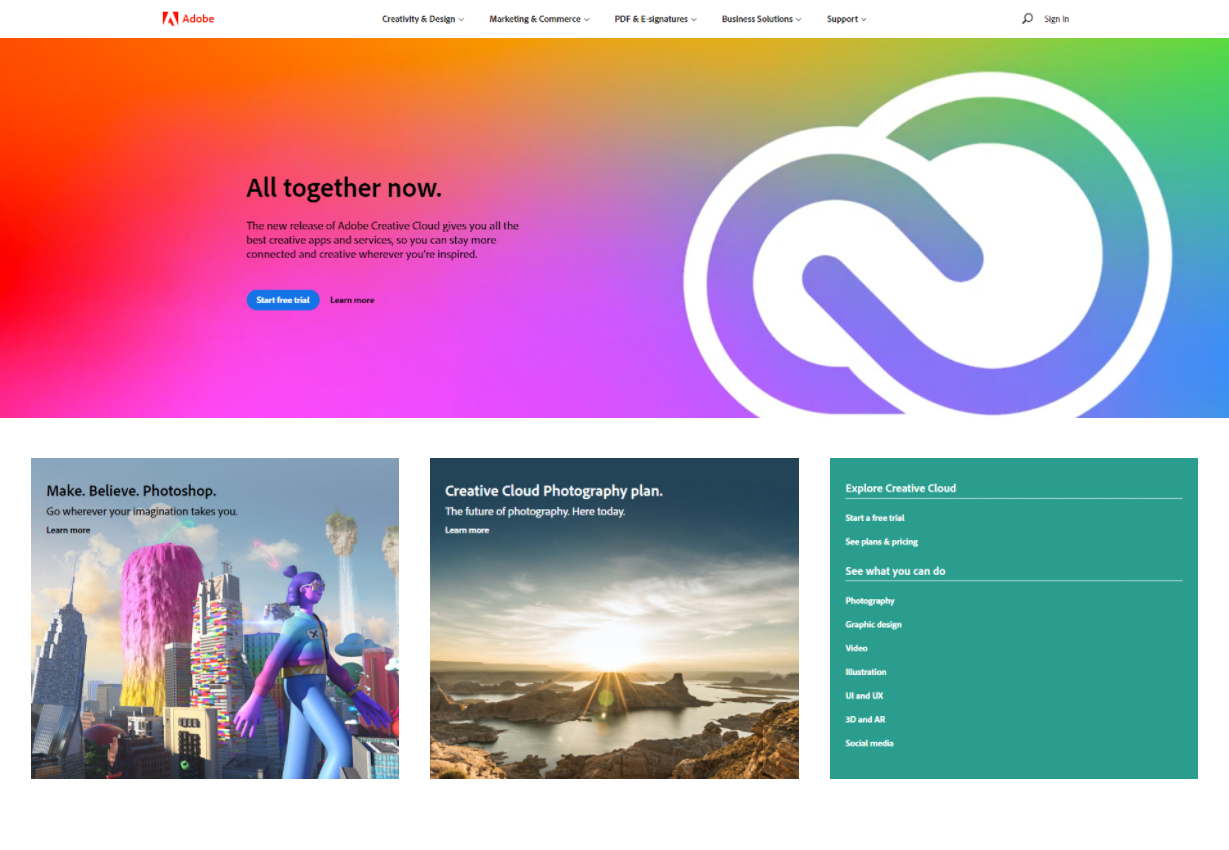 Adobe
Creativity & Design
Marketing & Commerce
PDF & E-signatures
Business Solutions
Support
Sign In
All together now.
The new release of Adobe Creative Cloud gives you all the
best creative apps and services, so you can stay more
connected and creative wherever you're inspired.
Start free trial
Learn more
Make. Believe. Photoshop.
Go wherever your imagination takes you.
Learn more
Creative Cloud Photography plan.
The future of photography. Here today.
Learn more
Explore Creative Cloud
Start a free trial
See plans & pricing
See what you can do
Photography
Graphic design
Video
Illustration
UI and UX
3D and AR
Social media